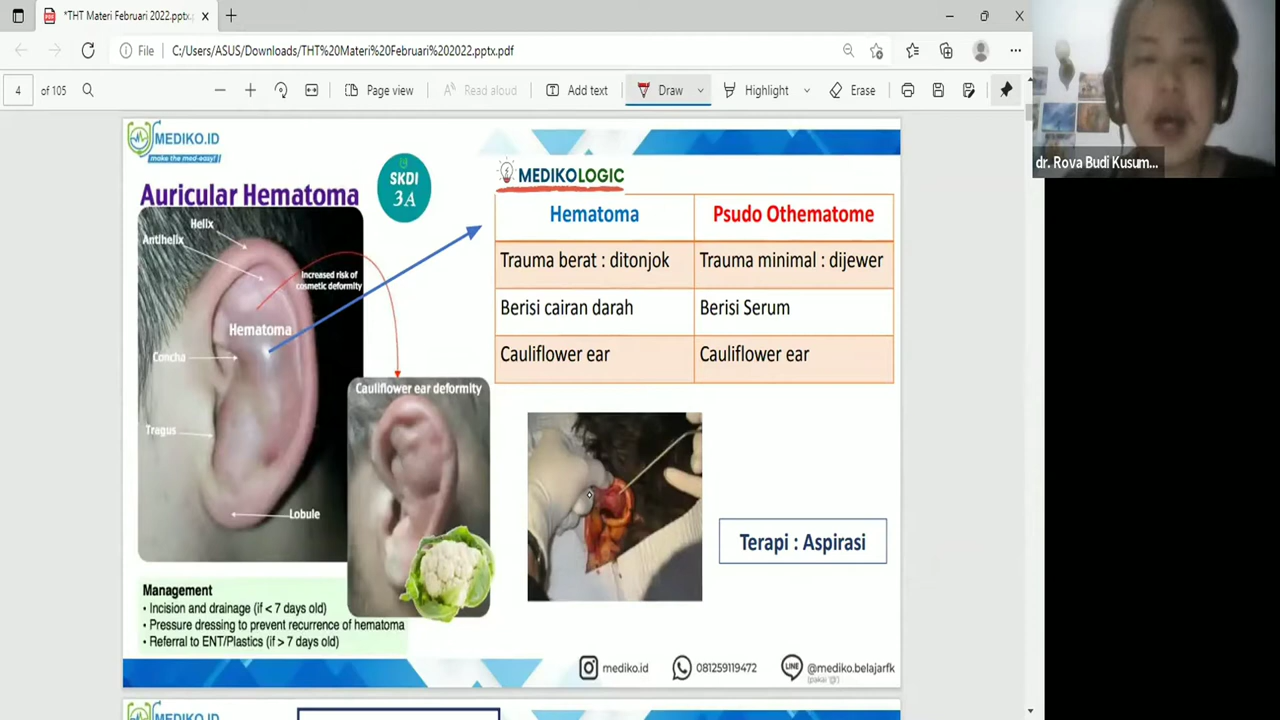 *THT Materi Februari 2022.pptx.
File
C:/Users/ASUS/Downloads/THT%20Materi%20Februari%202022.pptx.pdf
4 of 105
Page view
Read aloud
Add text
Draw
Highlight
Erase
dr. Rova Budi Kusum...
MEDIKO.ID
make the med-easy!
Auricular Hematoma
SKDI
3A
Helix
Antihelix
Increased risk of
cosmetic deformity
Hematoma
Concha
Cauliflower ear deformity
Tragus
Lobule
Management
• Incision and drainage (if < 7 days old)
• Pressure dressing to prevent recurrence of hematoma
• Referral to ENT/Plastics (if > 7 days old)
MEDIKOLOGIC
Hematoma Psudo Othematome
Trauma berat : ditonjok Trauma minimal : dijewer
Berisi cairan darah Berisi Serum
Cauliflower ear Cauliflower ear
Terapi : Aspirasi
mediko.id
081259119472
LINE
@mediko.belajarfk
(pakai '@')
MEDIKO.ID